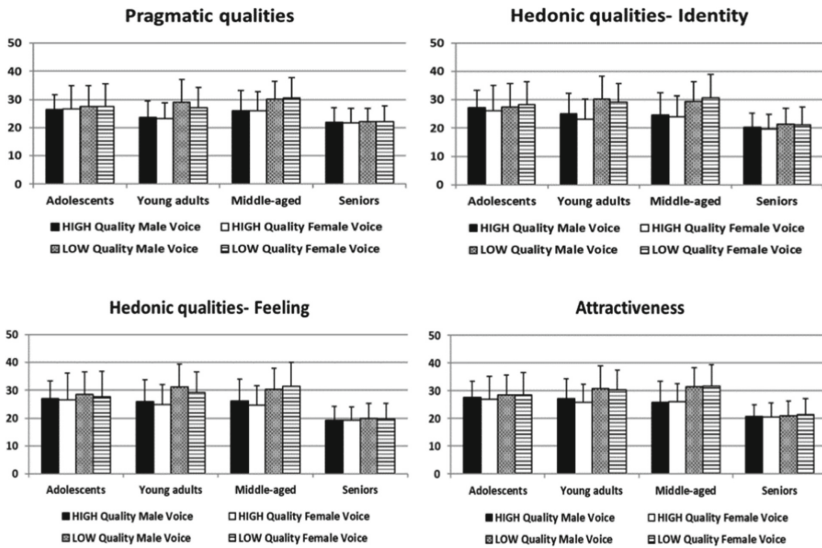 Pragmatic qualities
50
40
30
20
10
0
Adolescents Young adults Middle-aged Seniors
HIGH Quality Male Voice HIGH Quality Female Voice
LOW Quality Male Voice LOW Quality Female Voice
Hedonic qualities- Identity
50
40
30
20
10
0
Adolescents Young adults Middle-aged Seniors
HIGH Quality Male Voice HIGH Quality Female Voice
LOW Quality Male Voice LOW Quality Female Voice
Hedonic qualities- Feeling
50
40
30
20
10
0
Adolescents Young adults Middle-aged Seniors
HIGH Quality Male Voice HIGH Quality Female Voice
LOW Quality Male Voice LOW Quality Female Voice
Attractiveness
50
40
30
20
10
0
Adolescents Young adults Middle-aged Seniors
HIGH Quality Male Voice HIGH Quality Female Voice
LOW Quality Male Voice LOW Quality Female Voice